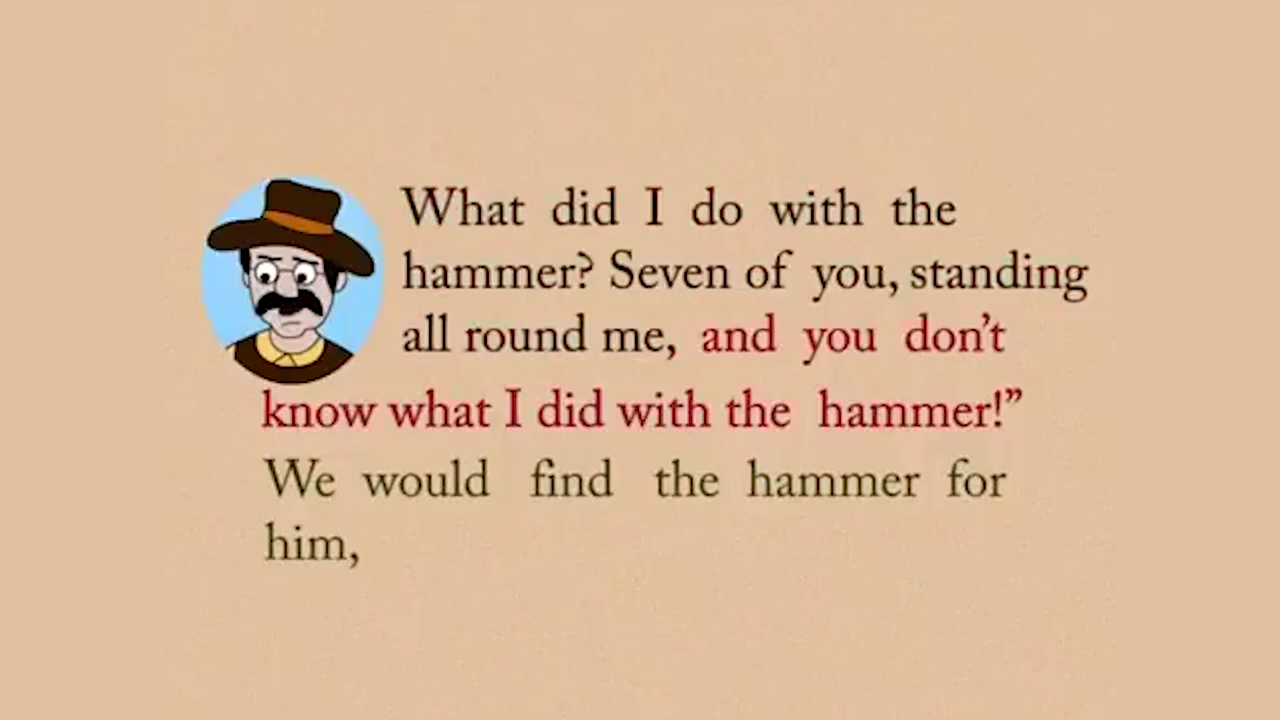 What did I do with the
hammer? Seven of you, standing
all round me, and you don't
know what I did with the hammer!”
We would find the hammer for
him,